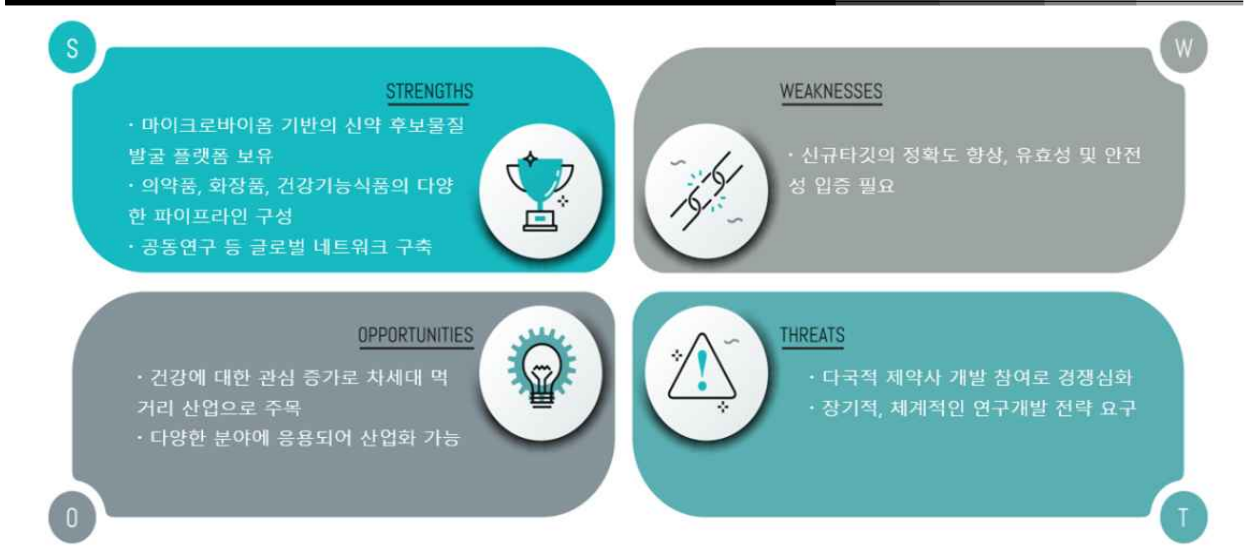 S
STRENGTHS
· 마이크로바이옴 기반의 신약 후보물질
발굴 플랫폼 보유
· 의약품, 화장품, 건강기능식품의 다양
한 파이프라인 구성
· 공동연구 등 글로벌 네트워크 구축
W
WEAKNESSES
· 신규타깃의 정확도 향상, 유효성 및 안전
성 입증 필요
OPPORTUNITIES
· 건강에 대한 관심 증가로 차세대 먹
거리 산업으로 주목
· 다양한 분야에 응용되어 산업화 가능
O
THREATS
· 다국적 제약사 개발 참여로 경쟁심화
· 장기적, 체계적인 연구개발 전략 요구
T